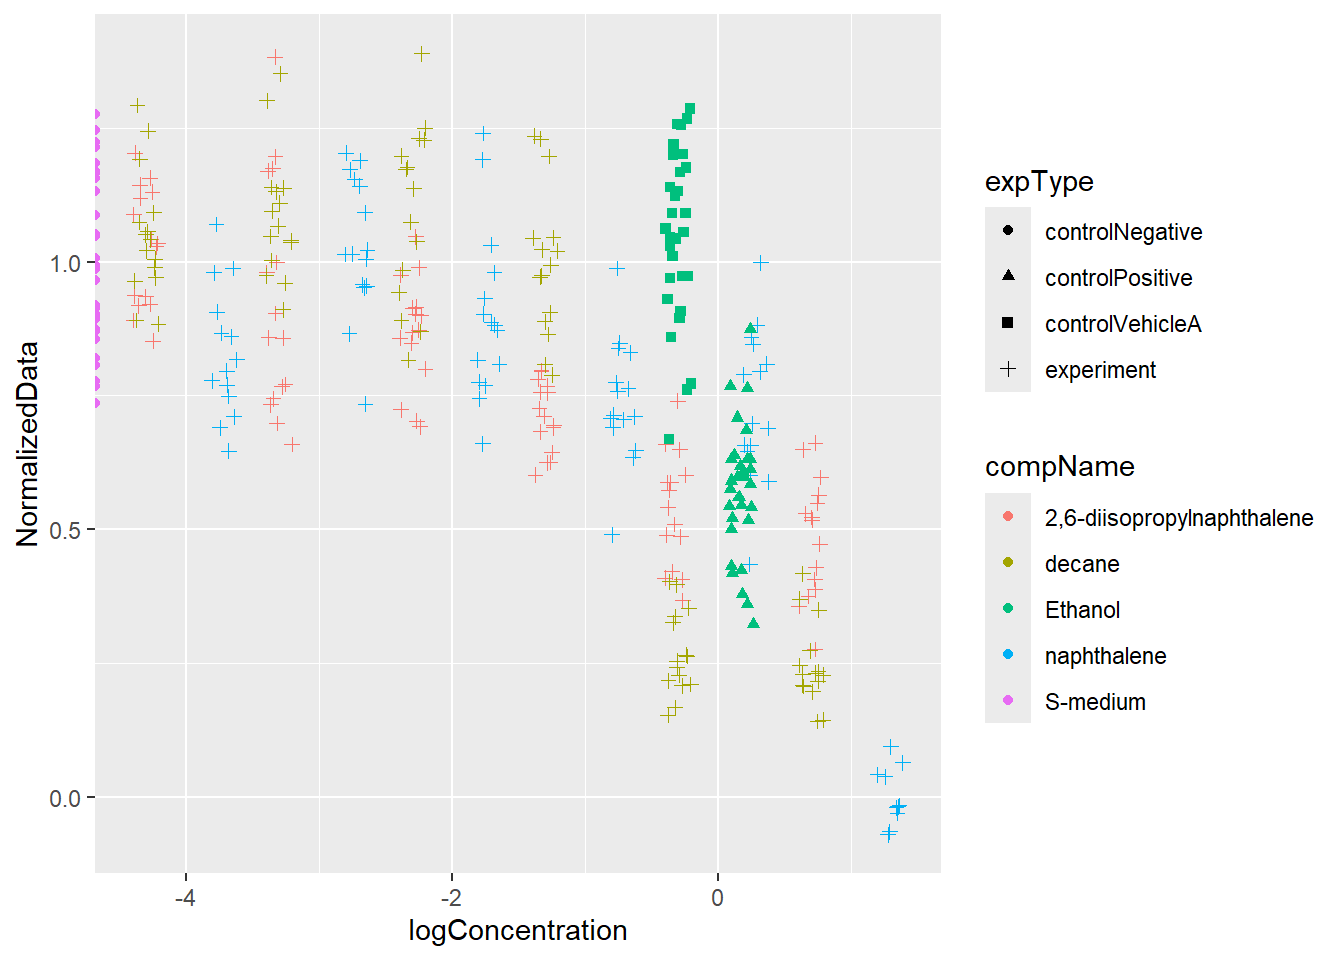 NormalizedData
1.0
0.5
0.0
-4
-2
0
logConcentration
expType
controlNegative
controlPositive
controlVehicleA
experiment
compName
2,6-diisopropylnaphthalene
decane
Ethanol
naphthalene
S-medium